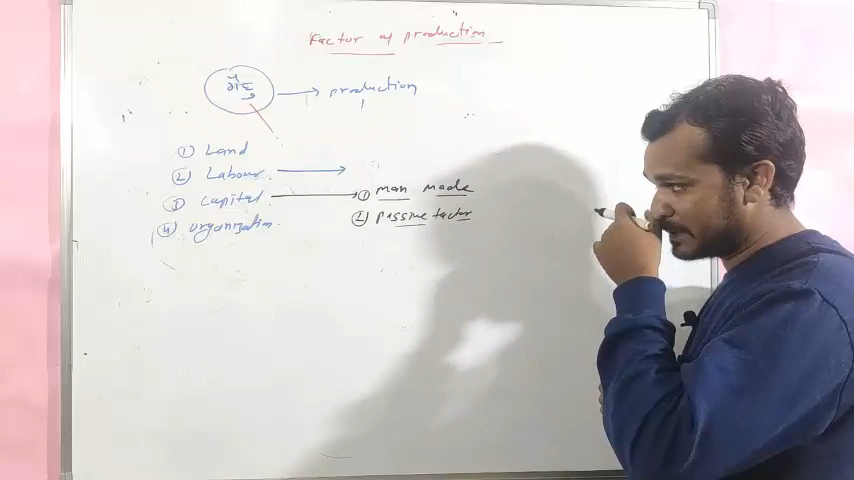 Factor of production
→ production
① Land
② Labour →
③ capital → ① man made
④ organization ② passive factor